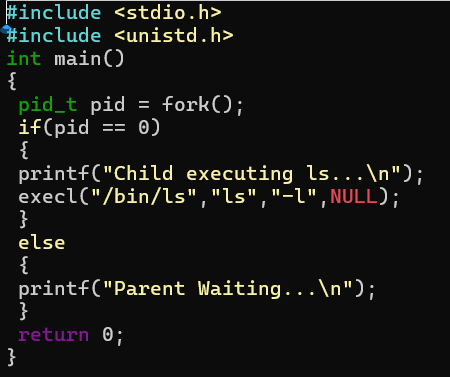 #include <stdio.h>
#include <unistd.h>
int main()
{
 pid_t pid = fork();
 if(pid == 0)
 {
 printf("Child executing ls...\n");
 execl("/bin/ls","ls","-l",NULL);
 }
 else
 {
 printf("Parent Waiting...\n");
 }
 return 0;
}